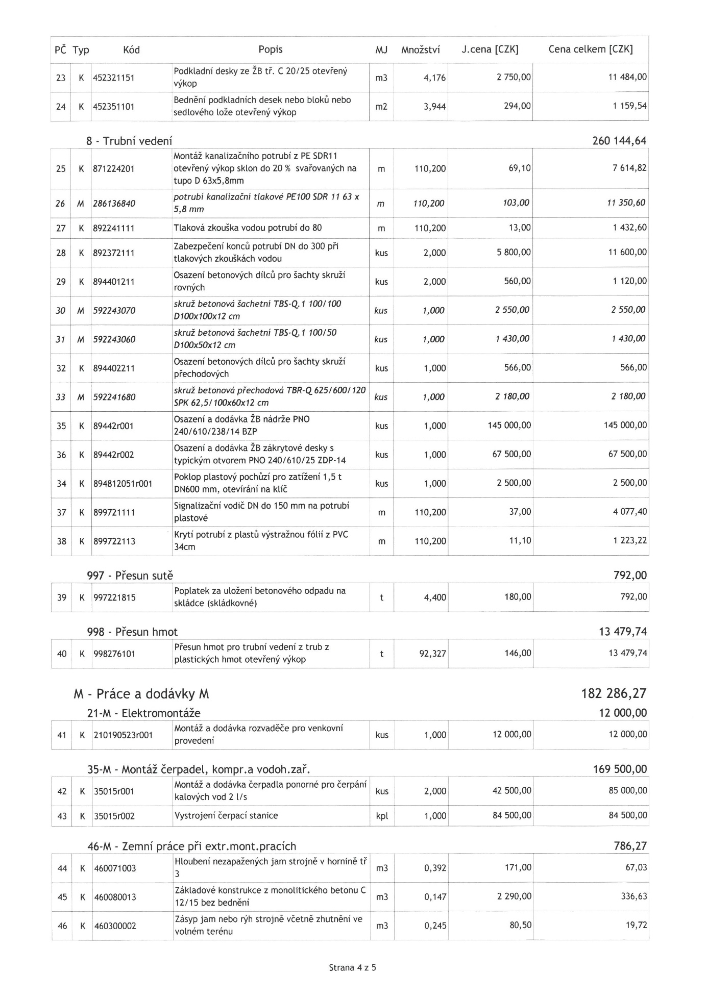 PČ Typ Kód Popis MJ Množství J.cena [CZK] Cena celkem [CZK]
23 K 452321151 Podkladní desky ze ŽB tř. C 20/25 otevřený m3 4,176 2 750,00 11 484,00
výkop
24 K 452351101 Bednění podkladních desek nebo bloků nebo m2 3,944 294,00 1 159,54
sedlového lože otevřený výkop
8 - Trubní vedení 260 144,64
Montáž kanalizačního potrubí z PE SDR11
25 K 871224201 otevřený výkop sklon do 20 % svařovaných na m 110,200 69,10 7 614,82
tupo D 63x5,8mm
26 M 286136840 potrubí kanalizační tlakové PE100 SDR 11 63 x m 110,200 103,00 11 350,60
5,8 mm
27 K 892241111 Tlaková zkouška vodou potrubí do 80 m 110,200 13,00 1 432,60
28 K 892372111 Zabezpečení konců potrubí DN do 300 při kus 2,000 5 800,00 11 600,00
tlakových zkouškách vodou
29 K 894401211 Osazení betonových dílců pro šachty skruží kus 2,000 560,00 1 120,00
rovných
30 M 592243070 skruž betonová šachetní TBS-Q.1 100/100 kus 1,000 2 550,00 2 550,00
D100x100x12 cm
31 M 592243060 skruž betonová šachetní TBS-Q.1 100/50 kus 1,000 1 430,00 1 430,00
D100x50x12 cm
32 K 894402211 Osazení betonových dílců pro šachty skruží kus 1,000 566,00 566,00
přechodových
33 M 592241680 skruž betonová přechodová TBR-Q 625/600/120 kus 1,000 2 180,00 2 180,00
SPK 62,5/100x60x12 cm
35 K 89442r001 Osazení a dodávka ŽB nádrže PNO kus 1,000 145 000,00 145 000,00
240/610/238/14 BZP
36 K 89442r002 Osazení a dodávka ŽB zákrytové desky s kus 1,000 67 500,00 67 500,00
typickým otvorem PNO 240/610/25 ZDP-14
34 K 894812051r001 Poklop plastový pochůzí pro zatížení 1,5 t kus 1,000 2 500,00 2 500,00
DN600 mm, otevírání na klíč
37 K 899721111 Signalizační vodič DN do 150 mm na potrubí m 110,200 37,00 4 077,40
plastové
38 K 899722113 Krytí potrubí z plastů výstražnou fólií z PVC m 110,200 11,10 1 223,22
34cm
997 - Přesun sutě 792,00
39 K 997221815 Poplatek za uložení betonového odpadu na t 4,400 180,00 792,00
skládce (skládkovné)
998 - Přesun hmot 13 479,74
40 K 998276101 Přesun hmot pro trubní vedení z trub z t 92,327 146,00 13 479,74
plastických hmot otevřený výkop
M - Práce a dodávky M 182 286,27
21-M - Elektromontáže 12 000,00
41 K 210190523r001 Montáž a dodávka rozvaděče pro venkovní kus 1,000 12 000,00 12 000,00
provedení
35-M - Montáž čerpadel, kompr.a vodoh.zař. 169 500,00
42 K 35015r001 Montáž a dodávka čerpadla ponorné pro čerpání kus 2,000 42 500,00 85 000,00
kalových vod 2 l/s
43 K 35015r002 Vystrojení čerpací stanice kpl 1,000 84 500,00 84 500,00
46-M - Zemní práce při extr.mont.pracích 786,27
44 K 460071003 Hloubení nezapažených jam strojně v hornině tř m3 0,392 171,00 67,03
3
45 K 460080013 Základové konstrukce z monolitického betonu C m3 0,147 2 290,00 336,63
12/15 bez bednění
46 K 460300002 Zásyp jam nebo rýh strojně včetně zhutnění ve m3 0,245 80,50 19,72
volném terénu
Strana 4 z 5